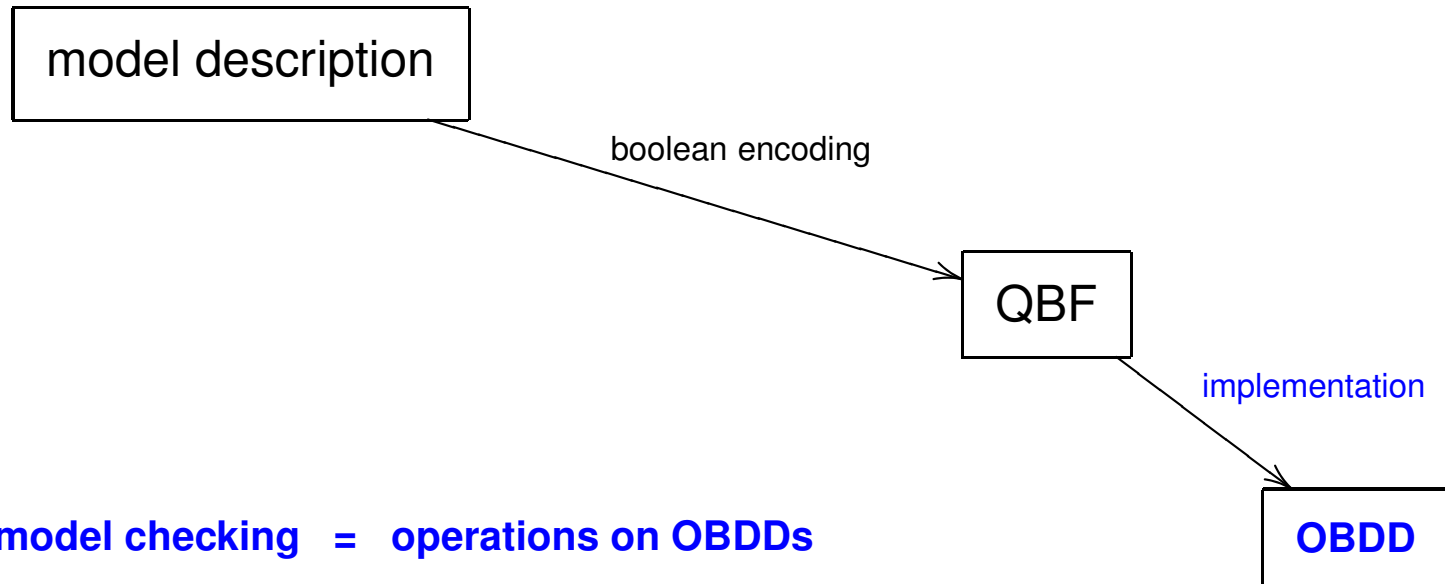 model description
boolean encoding
QBF
implementation
model checking = operations on OBDDs
OBDD